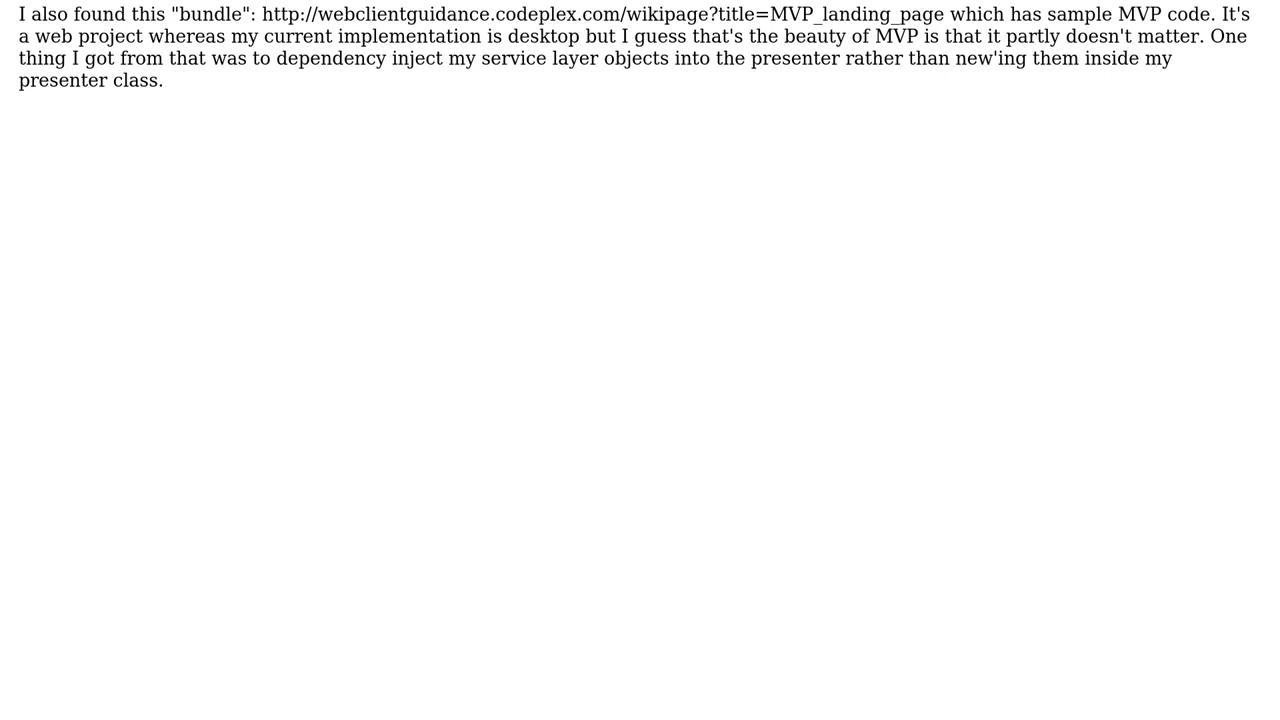 I also found this "bundle": http://webclientguidance.codeplex.com/wikipage?title=MVP_landing_page which has sample MVP code. It's
a web project whereas my current implementation is desktop but I guess that's the beauty of MVP is that it partly doesn't matter. One
thing I got from that was to dependency inject my service layer objects into the presenter rather than new'ing them inside my
presenter class.